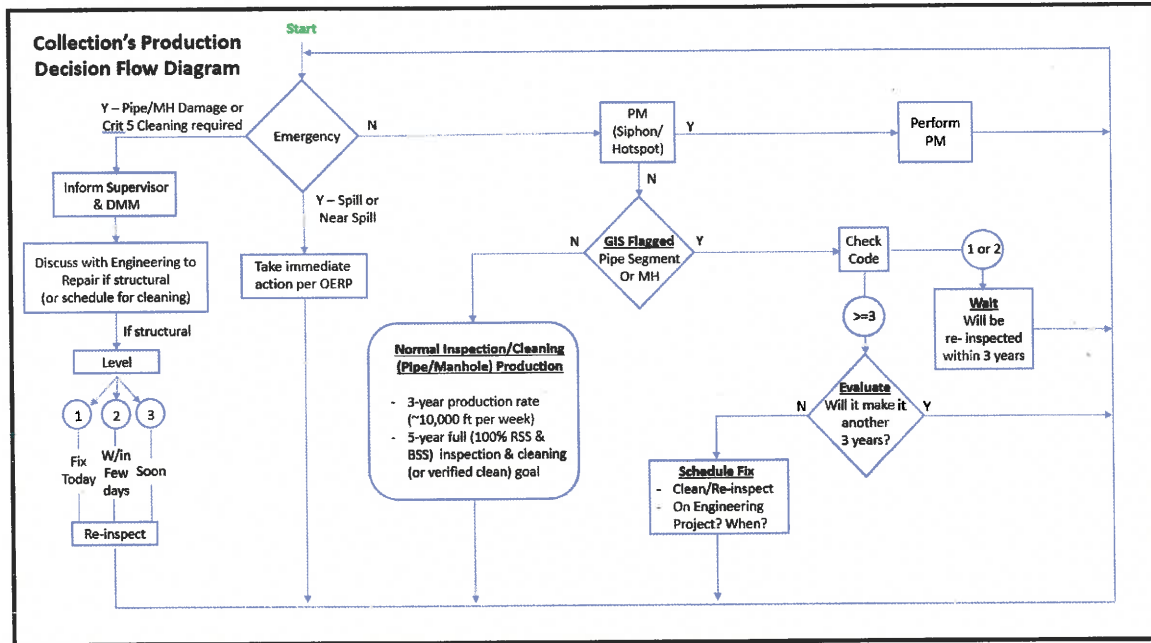 Collection's Production
Decision Flow Diagram
Start
Y – Pipe/MH Damage or
Crit 5 Cleaning required
Emergency
N
PM
(Siphon/
Hotspot)
Y
Perform
PM
Inform Supervisor
& DMM
Y – Spill or
Near Spill
N
Discuss with Engineering to
Repair if structural
(or schedule for cleaning)
Take immediate
action per OERP
N
GIS Flagged
Pipe Segment
Or MH
Y
Check
Code
1 or 2
Wait
Will be
re- inspected
within 3 years
>=3
If structural
Level
1
2
3
Fix
Today
W/in
Few
days
Soon
Re-inspect
Normal Inspection/Cleaning
(Pipe/Manhole) Production
- 3-year production rate
(~10,000 ft per week)
- 5-year full (100% RSS &
BSS) inspection & cleaning
(or verified clean) goal
N
Evaluate
Will it make it
another
3 years?
Y
Schedule Fix
- Clean/Re-inspect
- On Engineering
Project? When?